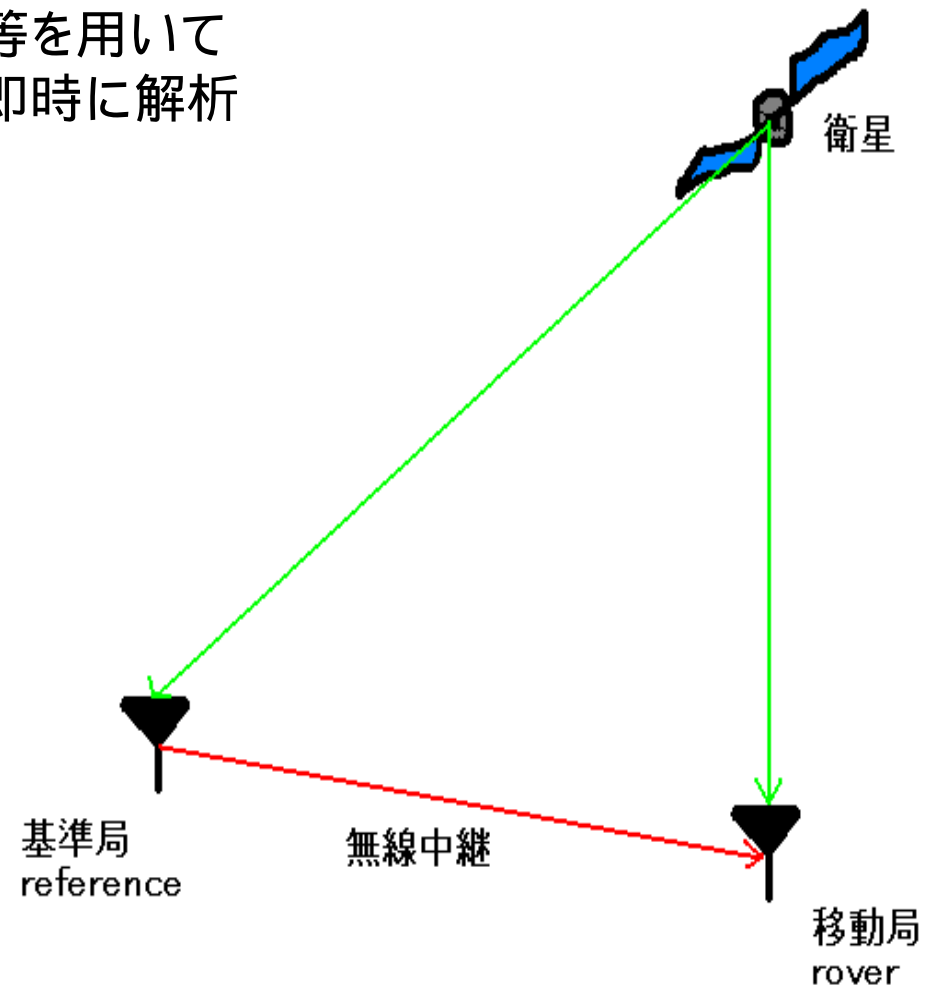 等を用いて
即時に解析
衛星
基準局
reference
無線中継
移動局
rover